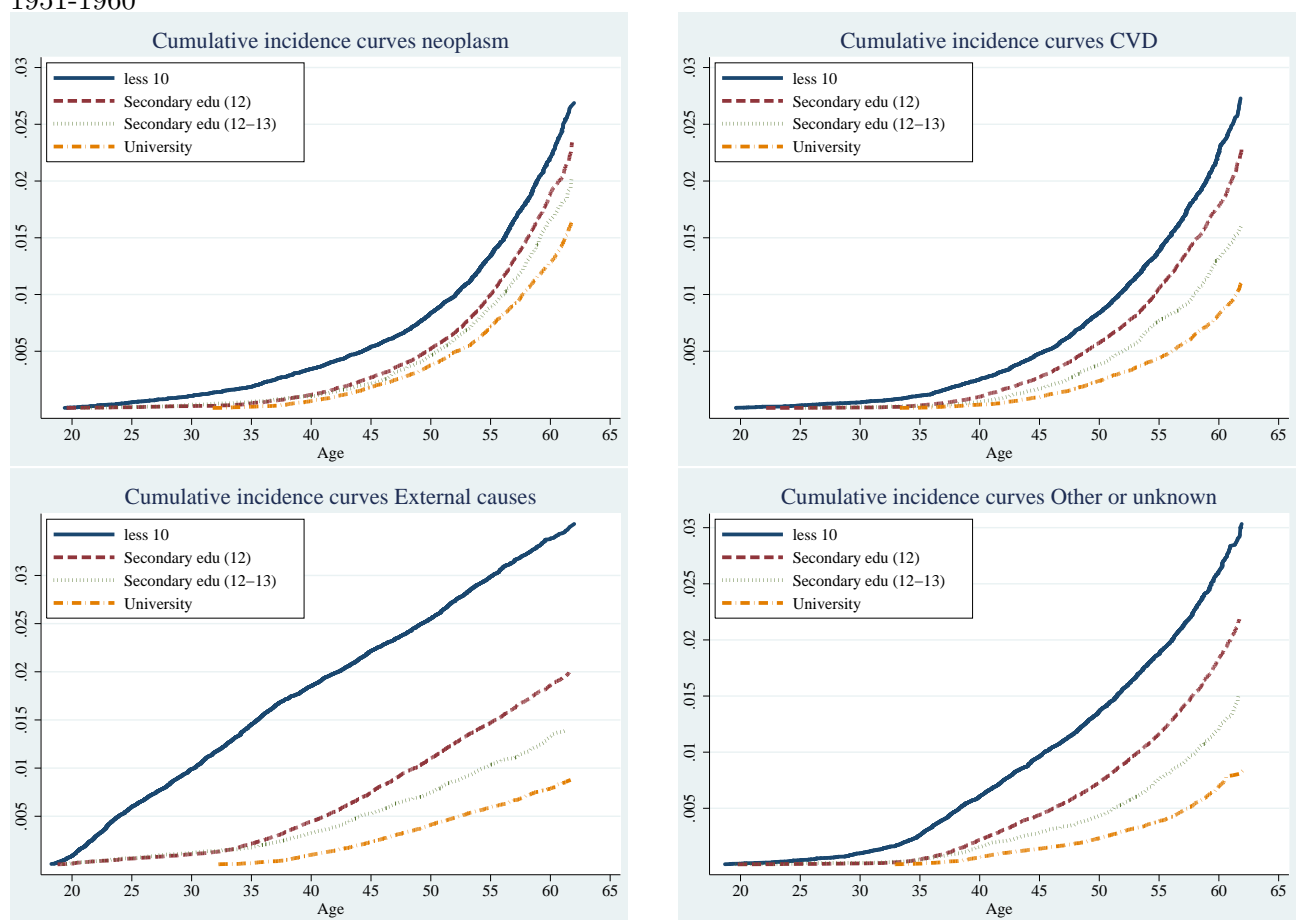 1951-1960
Cumulative incidence curves neoplasm
less 10
Secondary edu (12)
Secondary edu (12–13)
University
.005 .01 .015 .02 .025 .03
20 25 30 35 40 45 50 55 60 65
Age
Cumulative incidence curves CVD
less 10
Secondary edu (12)
Secondary edu (12–13)
University
.005 .01 .015 .02 .025 .03
20 25 30 35 40 45 50 55 60 65
Age
Cumulative incidence curves External causes
less 10
Secondary edu (12)
Secondary edu (12–13)
University
.005 .01 .015 .02 .025 .03
20 25 30 35 40 45 50 55 60 65
Age
Cumulative incidence curves Other or unknown
less 10
Secondary edu (12)
Secondary edu (12–13)
University
.005 .01 .015 .02 .025 .03
20 25 30 35 40 45 50 55 60 65
Age